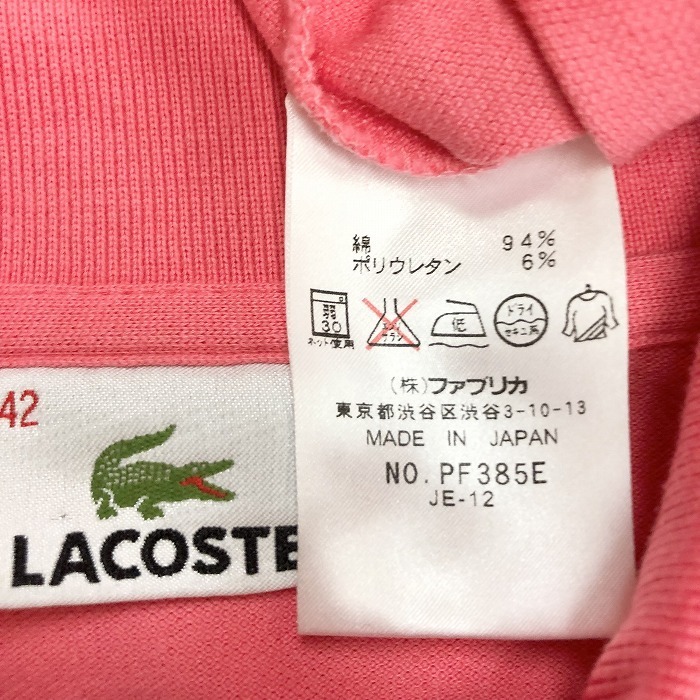 綿 94%
ポリウレタン 6%
弱 30 エンソ サラシ 低 ドライ セキユ系
ネット使用
(株)ファブリカ
東京都渋谷区渋谷3-10-13
MADE IN JAPAN
NO. PF385E
JE-12
42
LACOSTE